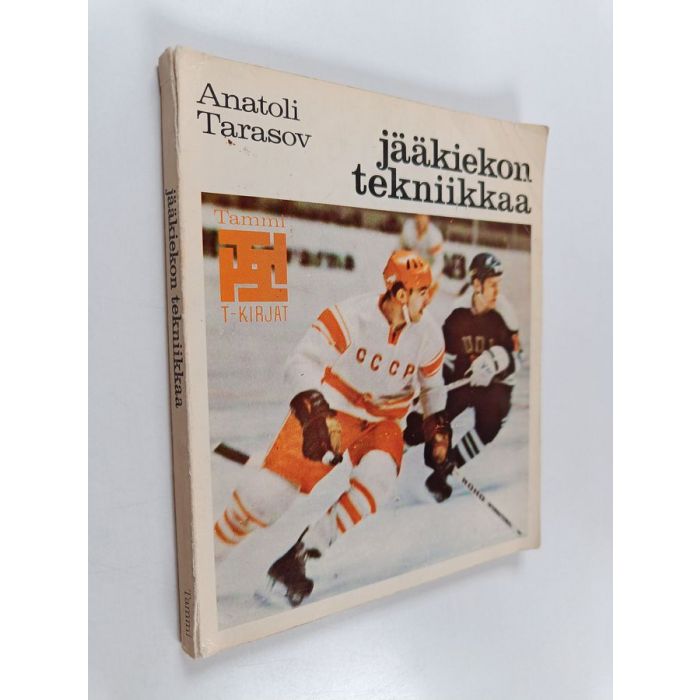 Anatoli
Tarasov
jääkiekon
tekniikkaa
Tammi
T-KIRJAT
CCCP
jääkiekon tekniikkaa
Tammi